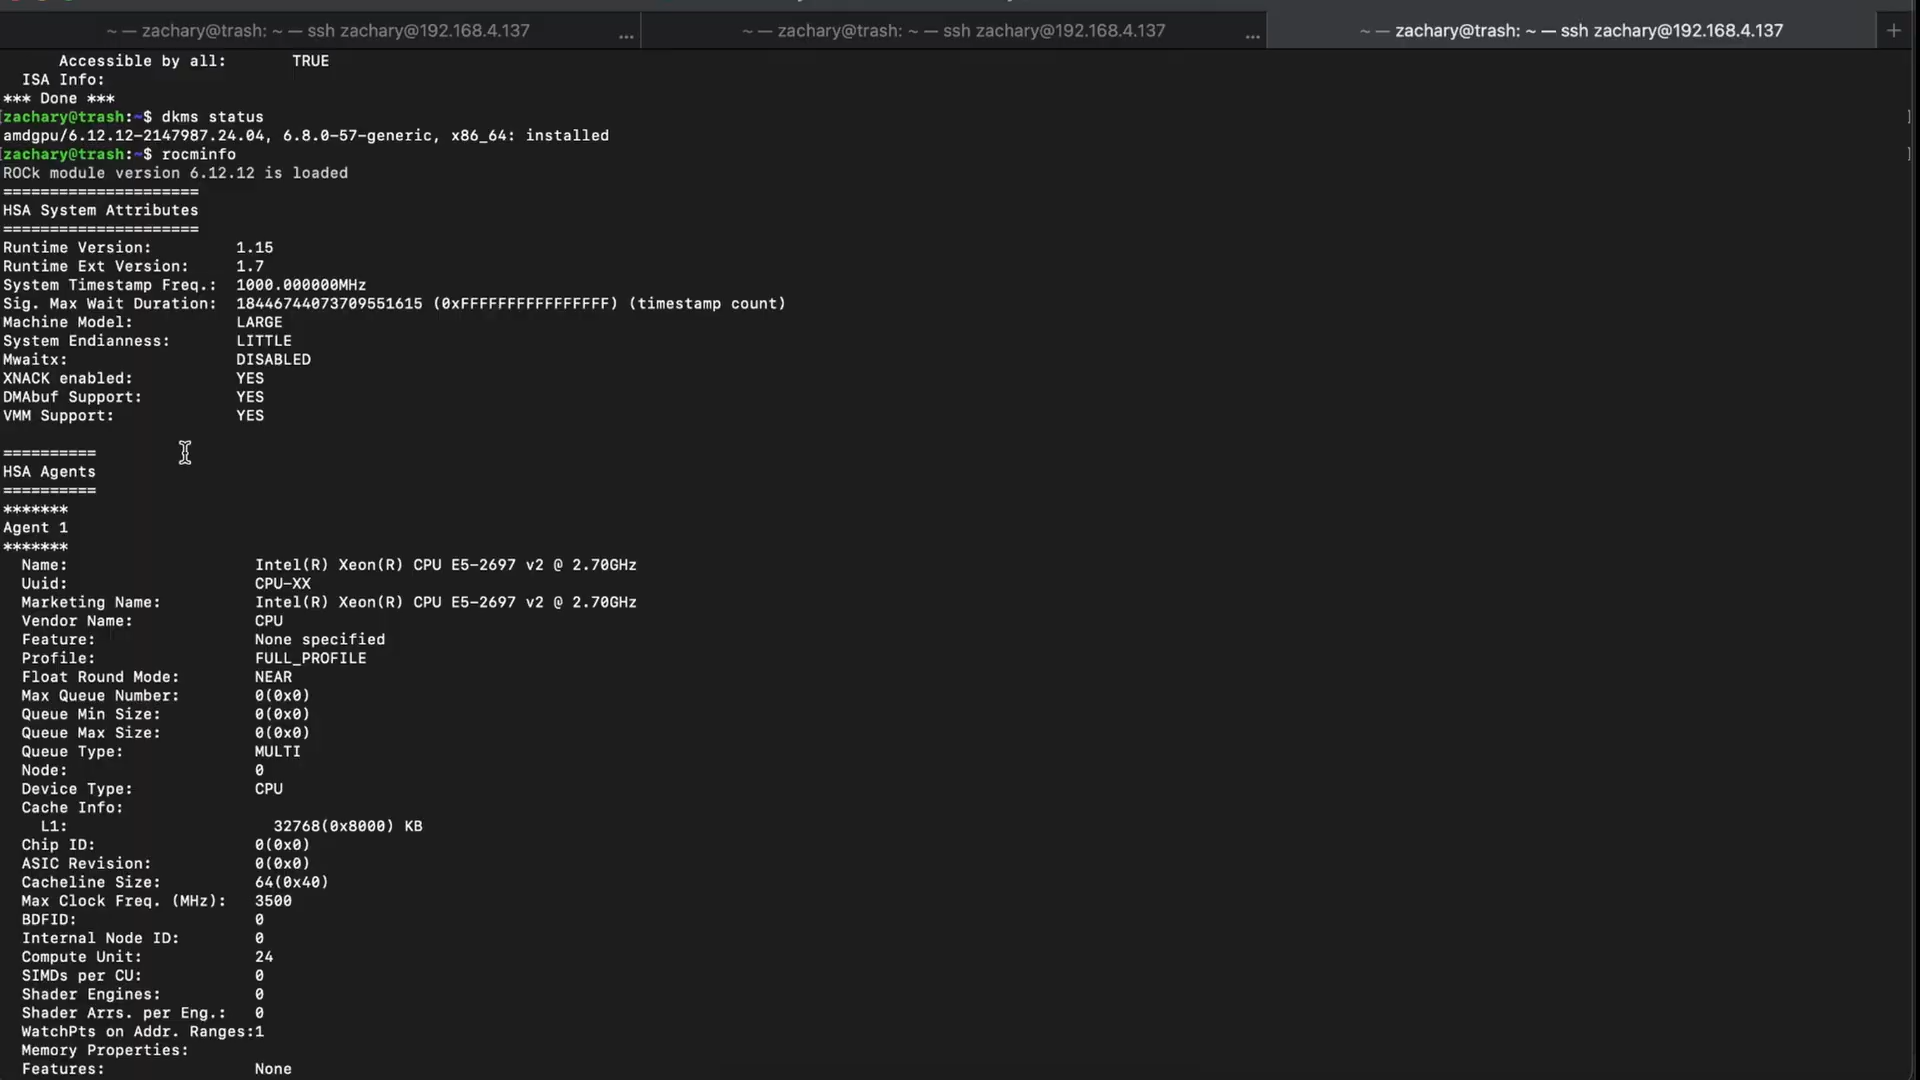 ~ — zachary@trash: ~ — ssh zachary@192.168.4.137 ...
~ — zachary@trash: ~ — ssh zachary@192.168.4.137 ...
~ — zachary@trash: ~ — ssh zachary@192.168.4.137 +
Accessible by all: TRUE
ISA Info:
*** Done ***
[zachary@trash:~$ dkms status ]
amdgpu/6.12.12-2147987.24.04, 6.8.0-57-generic, x86_64: installed
[zachary@trash:~$ rocminfo ]
ROCk module version 6.12.12 is loaded
=====================
HSA System Attributes
=====================
Runtime Version: 1.15
Runtime Ext Version: 1.7
System Timestamp Freq.: 1000.000000MHz
Sig. Max Wait Duration: 18446744073709551615 (0xFFFFFFFFFFFFFFFF) (timestamp count)
Machine Model: LARGE
System Endianness: LITTLE
Mwaitx: DISABLED
XNACK enabled: YES
DMAbuf Support: YES
VMM Support: YES
==========
HSA Agents
==========
*******
Agent 1
*******
Name: Intel(R) Xeon(R) CPU E5-2697 v2 @ 2.70GHz
Uuid: CPU-XX
Marketing Name: Intel(R) Xeon(R) CPU E5-2697 v2 @ 2.70GHz
Vendor Name: CPU
Feature: None specified
Profile: FULL_PROFILE
Float Round Mode: NEAR
Max Queue Number: 0(0x0)
Queue Min Size: 0(0x0)
Queue Max Size: 0(0x0)
Queue Type: MULTI
Node: 0
Device Type: CPU
Cache Info:
L1: 32768(0x8000) KB
Chip ID: 0(0x0)
ASIC Revision: 0(0x0)
Cacheline Size: 64(0x40)
Max Clock Freq. (MHz): 3500
BDFID: 0
Internal Node ID: 0
Compute Unit: 24
SIMDs per CU: 0
Shader Engines: 0
Shader Arrs. per Eng.: 0
WatchPts on Addr. Ranges:1
Memory Properties:
Features: None